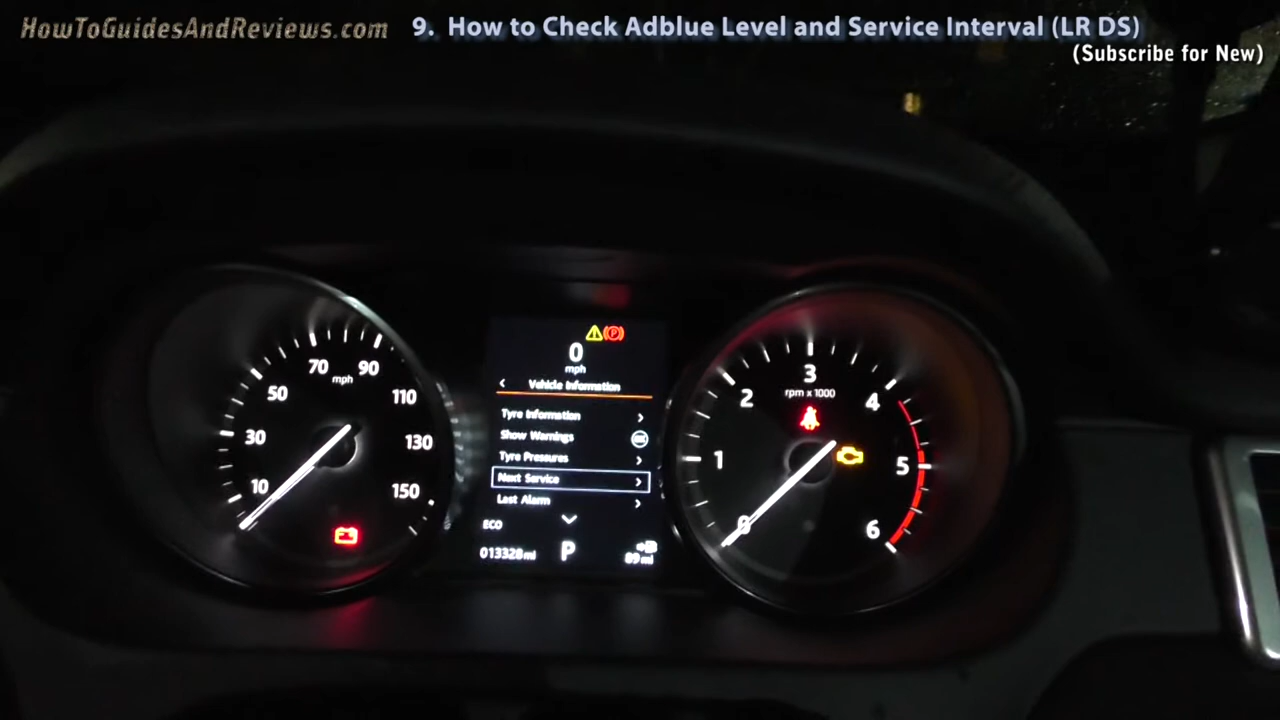 HowToGuidesAndReviews.com
9. How to Check Adblue Level and Service Interval (LR DS)
(Subscribe for New)
0
mph
Vehicle Information
Tyre Information
Show Warnings
Tyre Pressures
Next Service
Last Alarm
ECO
013328mi P 89mi
10
30
50
70
90
110
130
150
mph
0
1
2
3
4
5
6
rpm x 1000